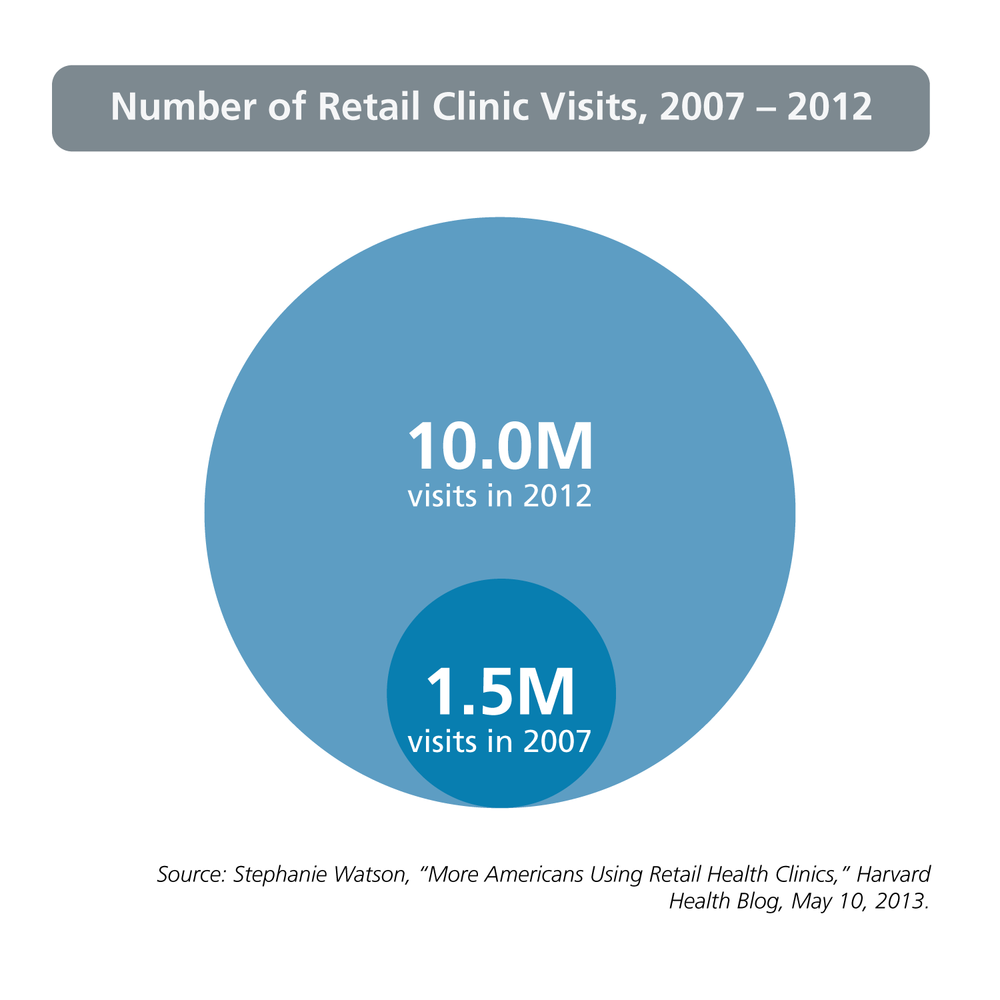 Number of Retail Clinic Visits, 2007 – 2012
10.0M
visits in 2012
1.5M
visits in 2007
Source: Stephanie Watson, “More Americans Using Retail Health Clinics,” Harvard
Health Blog, May 10, 2013.